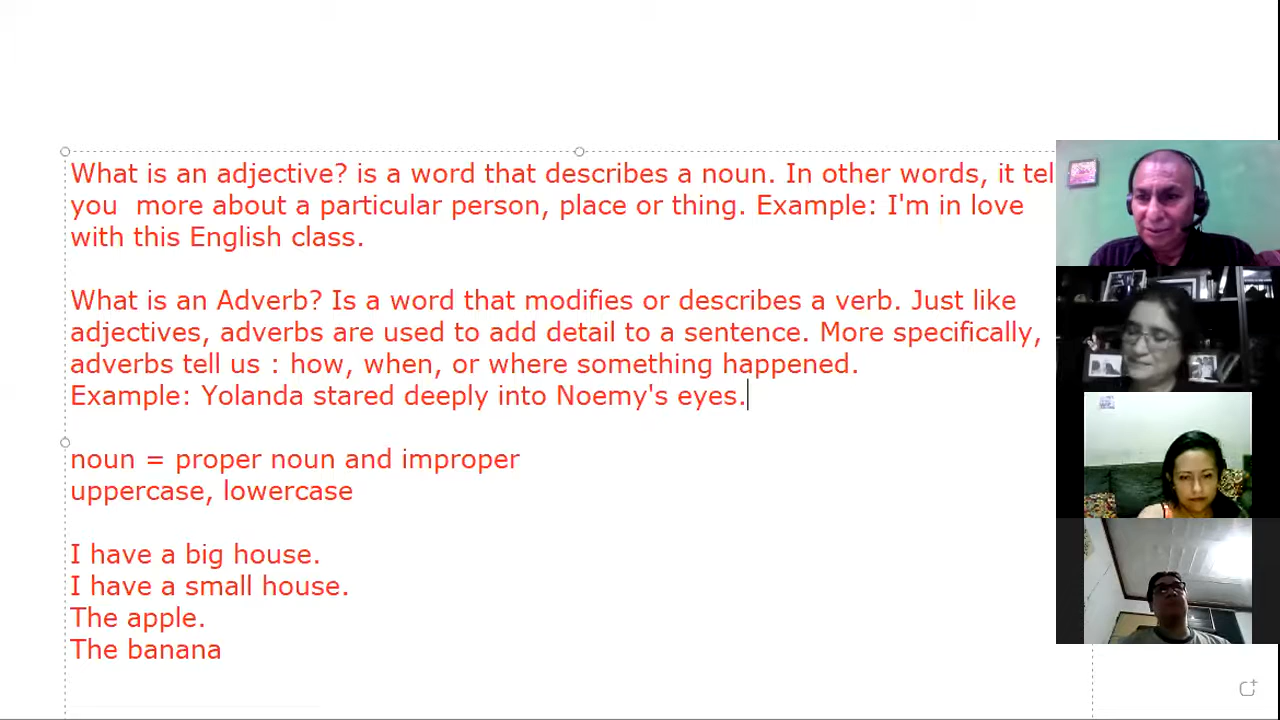 What is an adjective? is a word that describes a noun. In other words, it tel
you  more about a particular person, place or thing. Example: I'm in love
with this English class.
What is an Adverb? Is a word that modifies or describes a verb. Just like
adjectives, adverbs are used to add detail to a sentence. More specifically,
adverbs tell us : how, when, or where something happened.
Example: Yolanda stared deeply into Noemy's eyes.
noun = proper noun and improper
uppercase, lowercase
I have a big house.
I have a small house.
The apple.
The banana